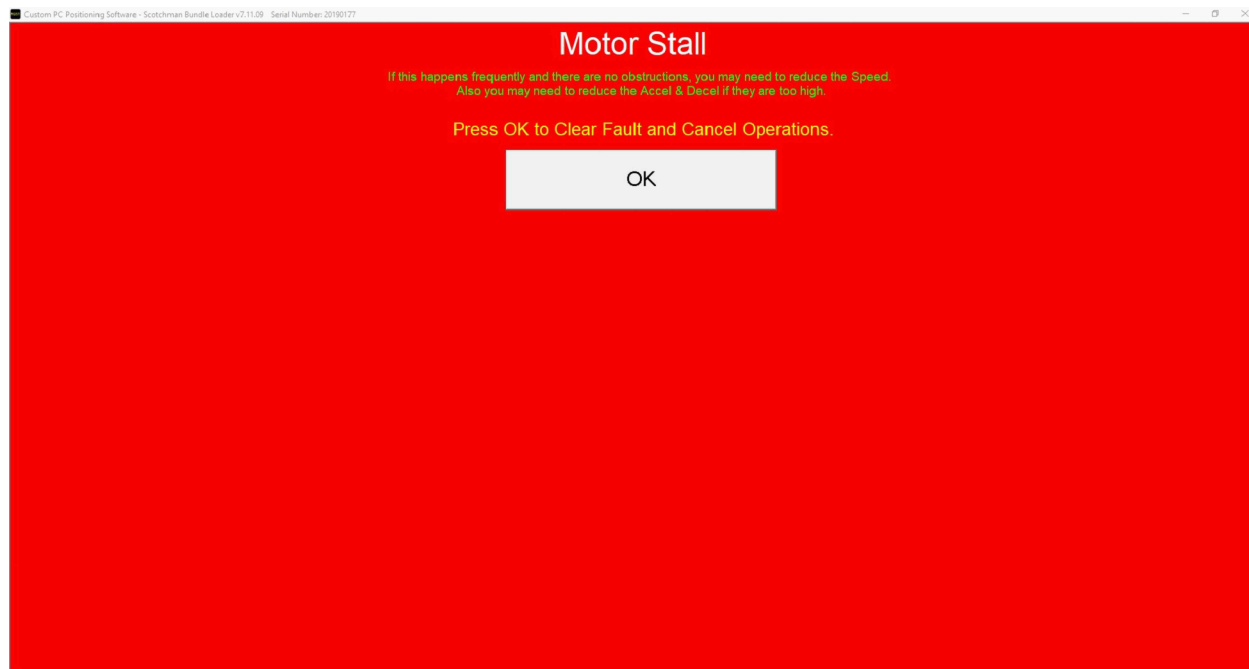 Custom PC Positioning Software - Scotchman Bundle Loader v7.11.09 Serial Number: 20190177
Motor Stall
If this happens frequently and there are no obstructions, you may need to reduce the Speed.
Also you may need to reduce the Accel & Decel if they are too high.
Press OK to Clear Fault and Cancel Operations.
OK